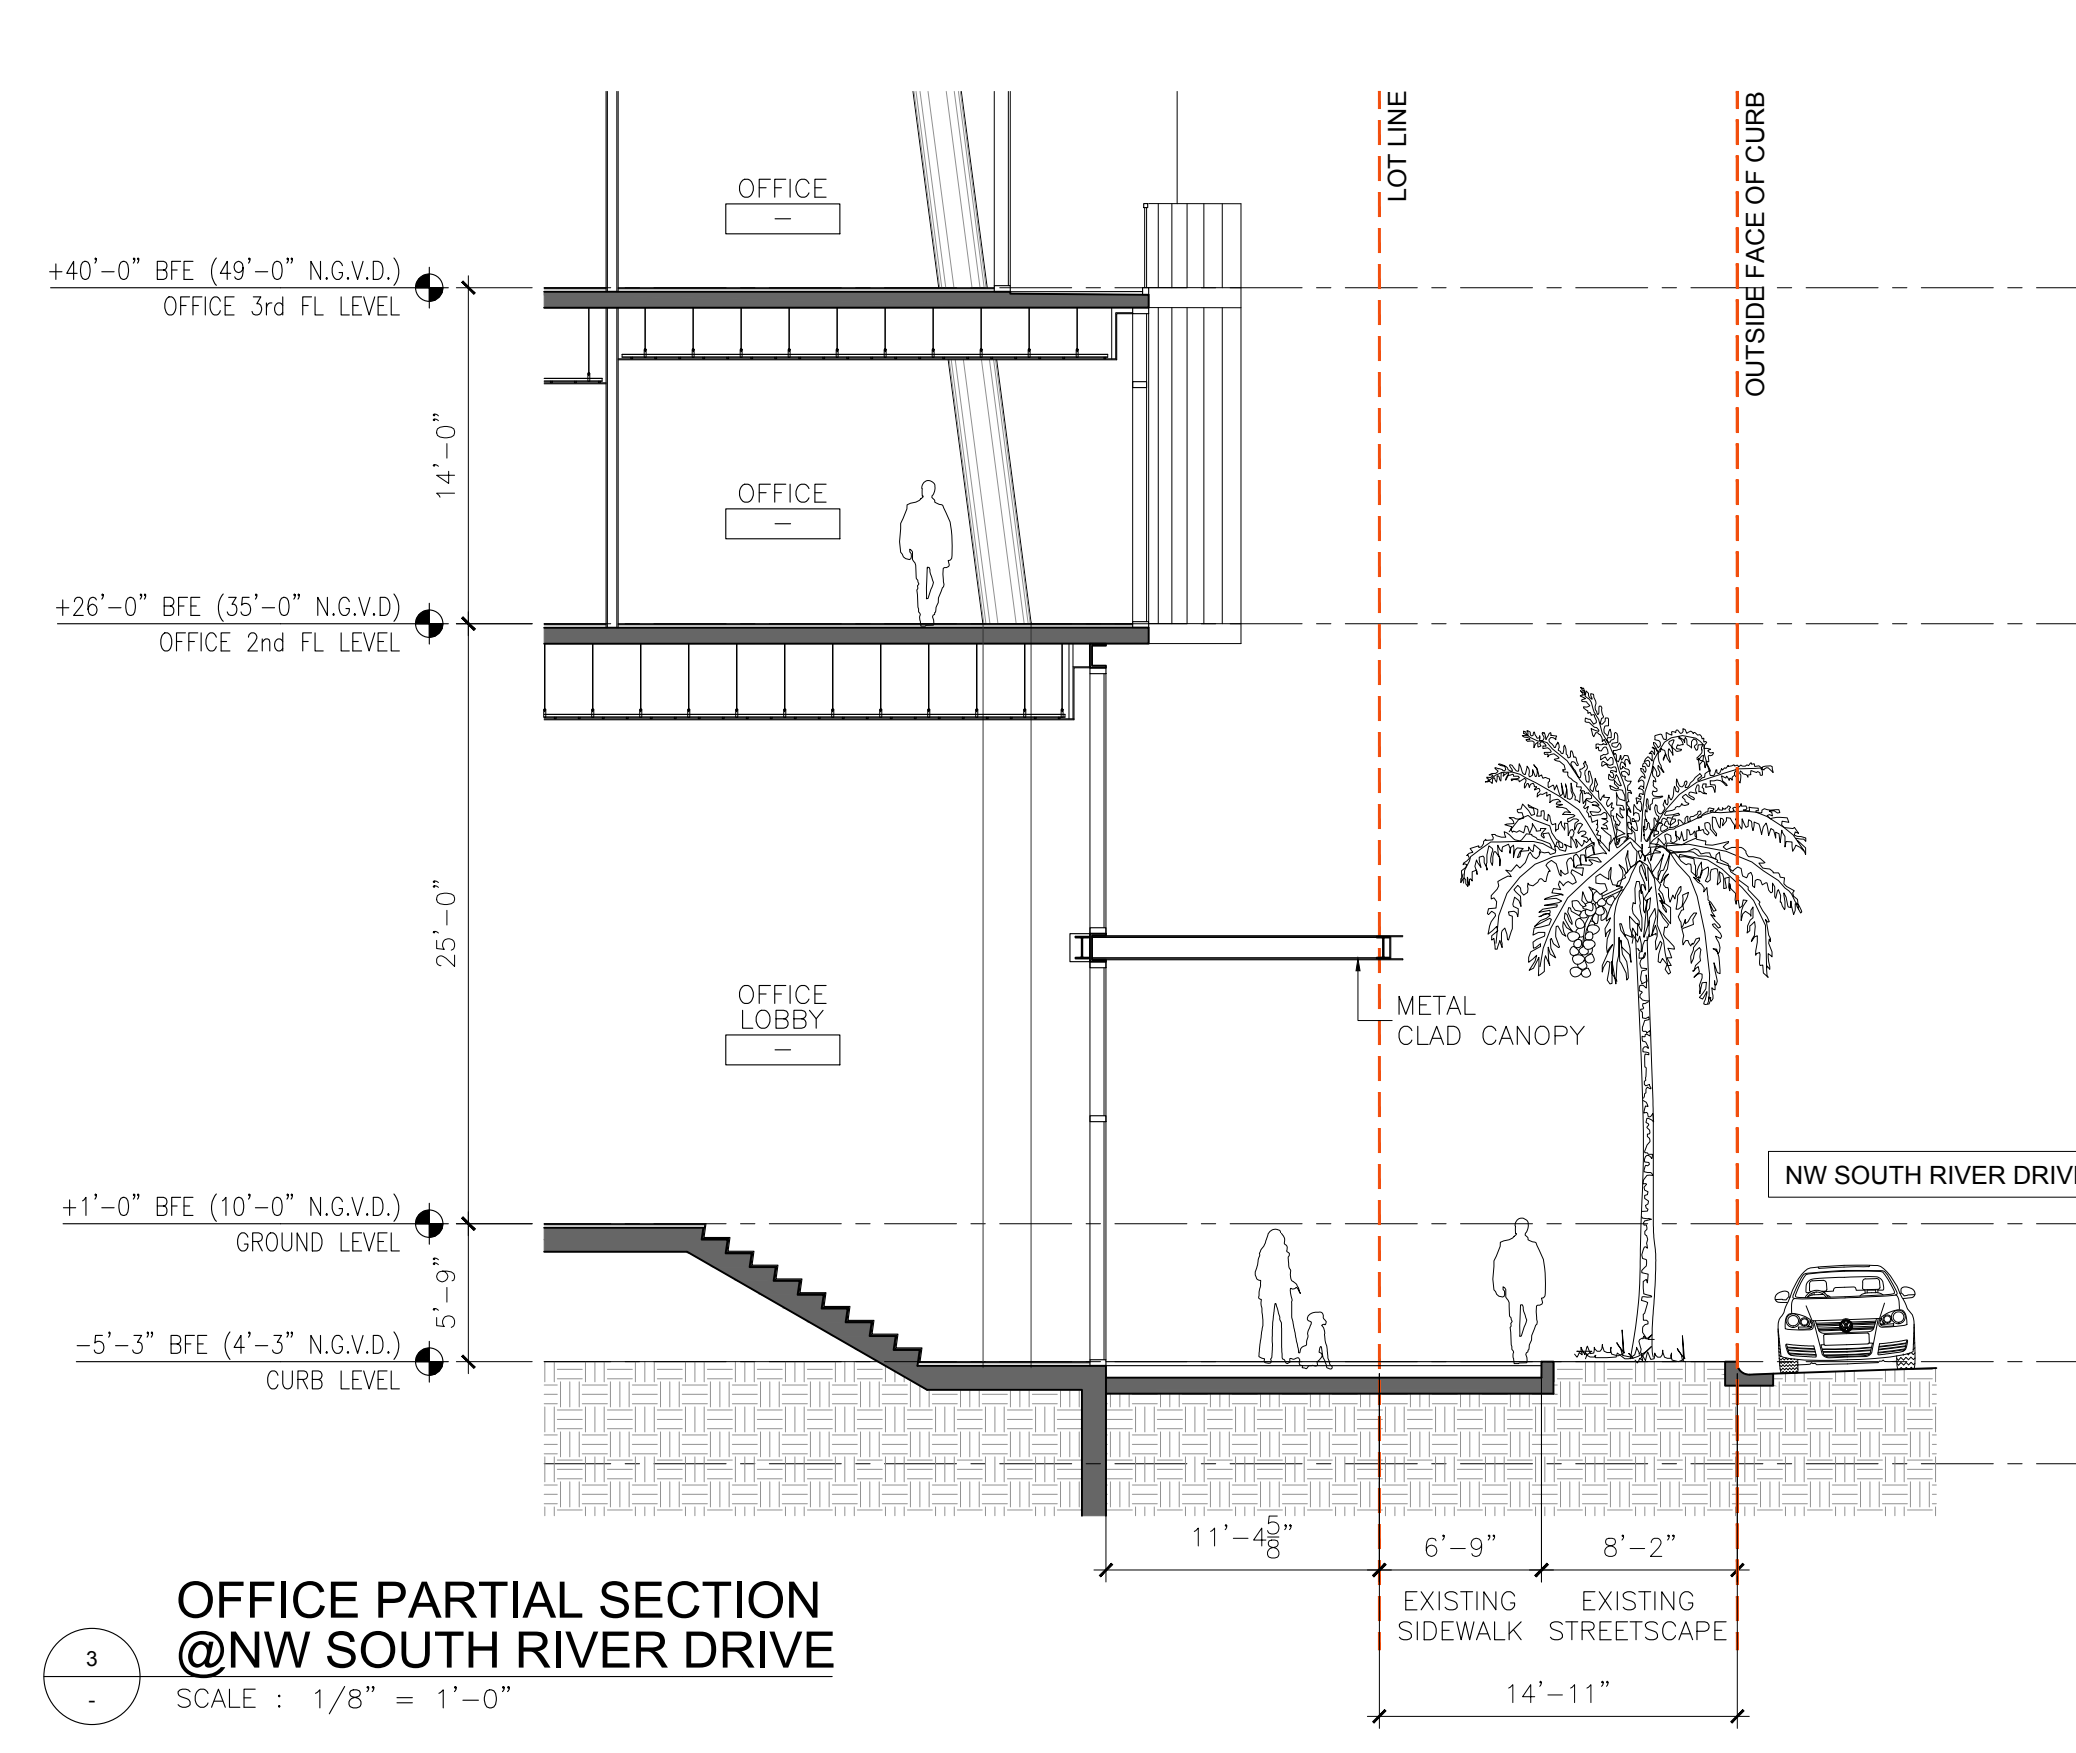 LOT LINE
OUTSIDE FACE OF CURB
OFFICE
—
+40'-0" BFE (49'-0" N.G.V.D.)
OFFICE 3rd FL LEVEL
14'-0"
OFFICE
—
+26'-0" BFE (35'-0" N.G.V.D)
OFFICE 2nd FL LEVEL
25'-0"
OFFICE
LOBBY
—
METAL
CLAD CANOPY
NW SOUTH RIVER DRIVE
+1'-0" BFE (10'-0" N.G.V.D.)
GROUND LEVEL
5'-9"
-5'-3" BFE (4'-3" N.G.V.D.)
CURB LEVEL
11'-4 5/8"
6'-9"
8'-2"
EXISTING
SIDEWALK
EXISTING
STREETSCAPE
14'-11"
OFFICE PARTIAL SECTION
@NW SOUTH RIVER DRIVE
3
-
SCALE : 1/8" = 1'-0"